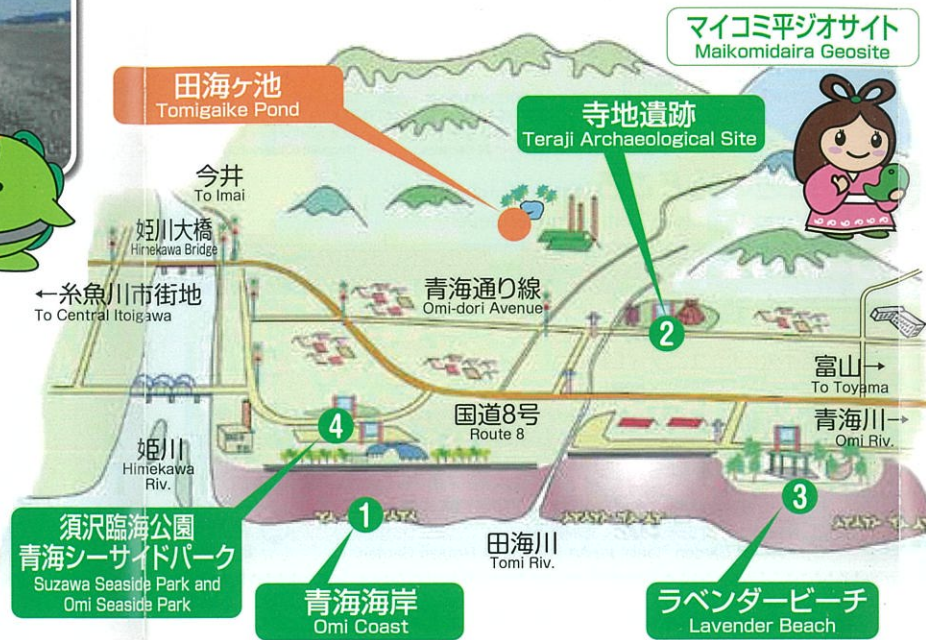 マイコミ平ジオサイト
Maikomidaira Geosite
田海ヶ池
Tomigaike Pond
寺地遺跡
Teraji Archaeological Site
今井
To Imai
姫川大橋
Himekawa Bridge
←糸魚川市街地
To Central Itoigawa
青海通り線
Omi-dori Avenue
2
富山→
To Toyama
国道8号
Route 8
青海川→
Omi Riv.
4
姫川
Himekawa
Riv.
3
1
須沢臨海公園
青海シーサイドパーク
Suzawa Seaside Park and
Omi Seaside Park
田海川
Tomi Riv.
青海海岸
Omi Coast
ラベンダービーチ
Lavender Beach